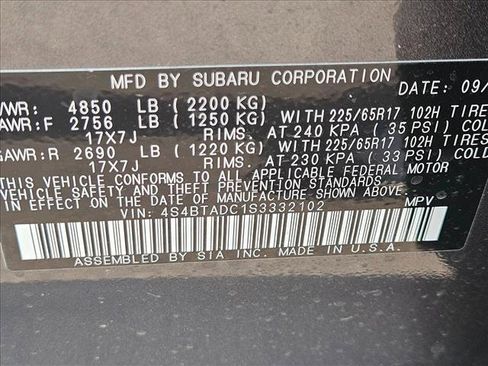 MFD BY SUBARU CORPORATION DATE: 09/
VWR: 4850 LB (2200 KG)
AWR:F 2756 LB (1250 KG) WITH 225/65R17 102H TIRES
17X7J RIMS. AT 240 KPA (35 PSI) COLD
GAWR:R 2690 LB (1220 KG) WITH 225/65R17 102H TIRE
17X7J RIMS. AT 230 KPA (33 PSI) COLD
THIS VEHICLE CONFORMS TO ALL APPLICABLE FEDERAL MOTOR
VEHICLE SAFETY AND THEFT PREVENTION STANDARDS
IN EFFECT ON THE DATE OF MANUFACTURE SHOWN ABOVE.
VIN: 4S4BTADC1S3332102 MPV
ASSEMBLED BY SIA INC. MADE IN U.S.A.